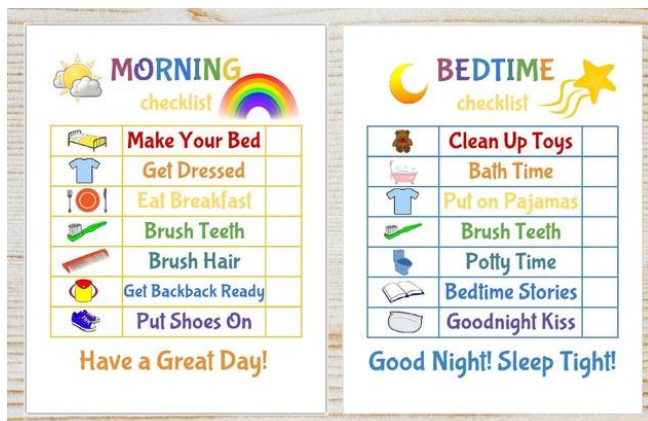 MORNING
checklist
Make Your Bed
Get Dressed
Eat Breakfast
Brush Teeth
Brush Hair
Get Backback Ready
Put Shoes On
Have a Great Day!
BEDTIME
checklist
Clean Up Toys
Bath Time
Put on Pajamas
Brush Teeth
Potty Time
Bedtime Stories
Goodnight Kiss
Good Night! Sleep Tight!